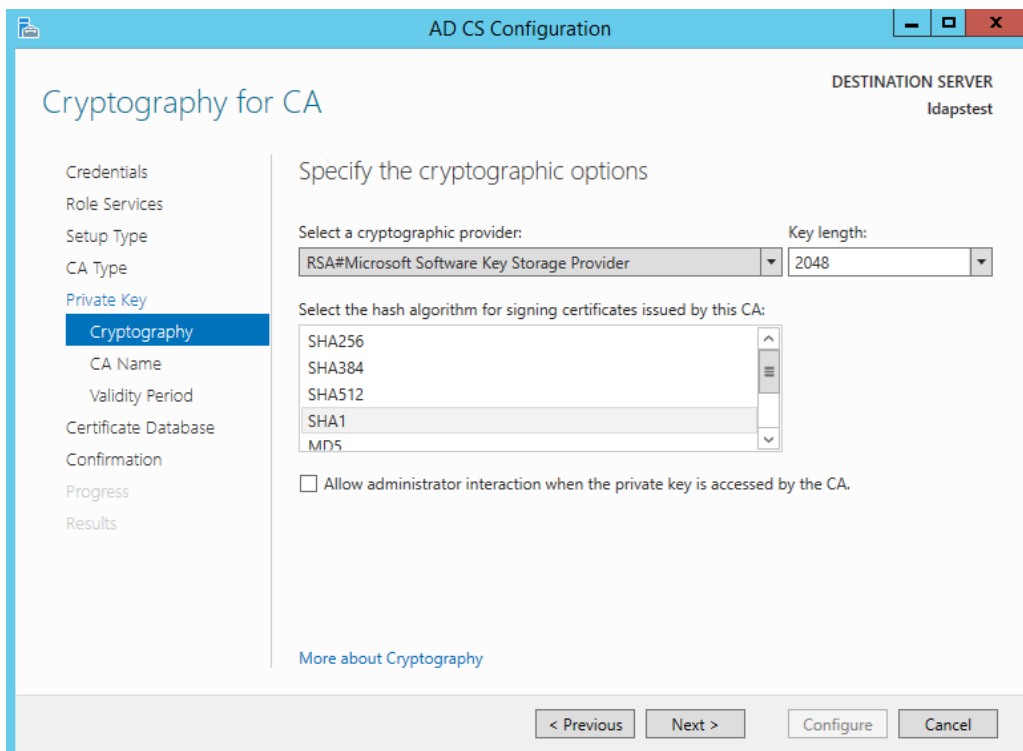 AD CS Configuration
Cryptography for CA
DESTINATION SERVER
ldapstest
Credentials
Role Services
Setup Type
CA Type
Private Key
Cryptography
CA Name
Validity Period
Certificate Database
Confirmation
Progress
Results
Specify the cryptographic options
Select a cryptographic provider:
Key length:
RSA#Microsoft Software Key Storage Provider
2048
Select the hash algorithm for signing certificates issued by this CA:
SHA256
SHA384
SHA512
SHA1
MD5
Allow administrator interaction when the private key is accessed by the CA.
More about Cryptography
< Previous
Next >
Configure
Cancel